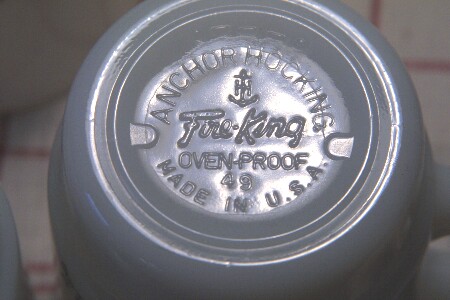 ANCHOR HOCKING
Fire-King
OVEN-PROOF
49
MADE IN U.S.A.